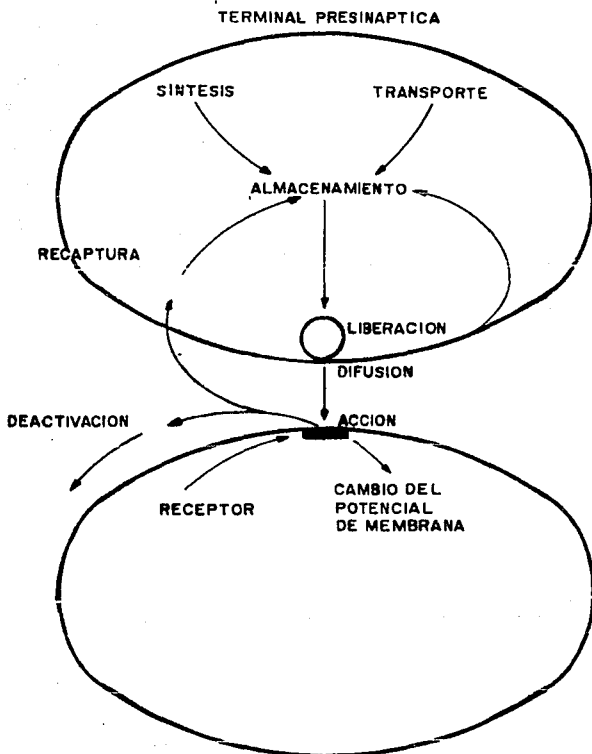 TERMINAL PRESINAPTICA
SINTESIS
TRANSPORTE
ALMACENAMIENTO
RECAPTURA
LIBERACION
DIFUSION
DEACTIVACION
ACCION
RECEPTOR
CAMBIO DEL
POTENCIAL
DE MEMBRANA